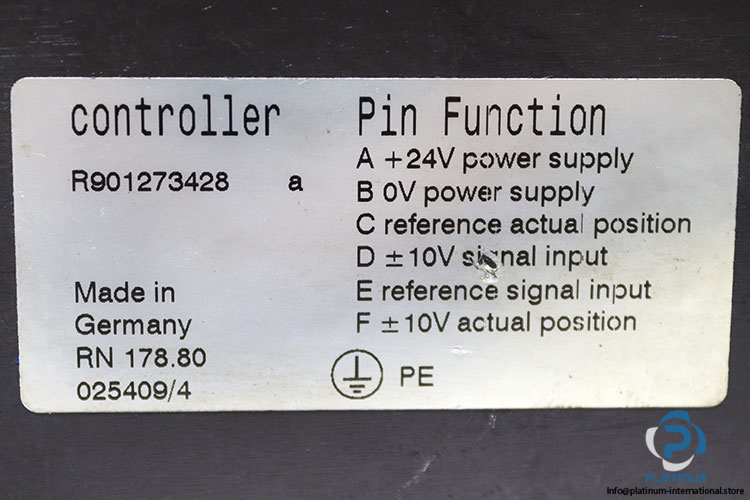 controller
R901273428 a
Made in
Germany
RN 178.80
025409/4
Pin Function
A +24V power supply
B 0V power supply
C reference actual position
D ±10V signal input
E reference signal input
F ±10V actual position
PE
PLATINUM
Info@platinum-international.store